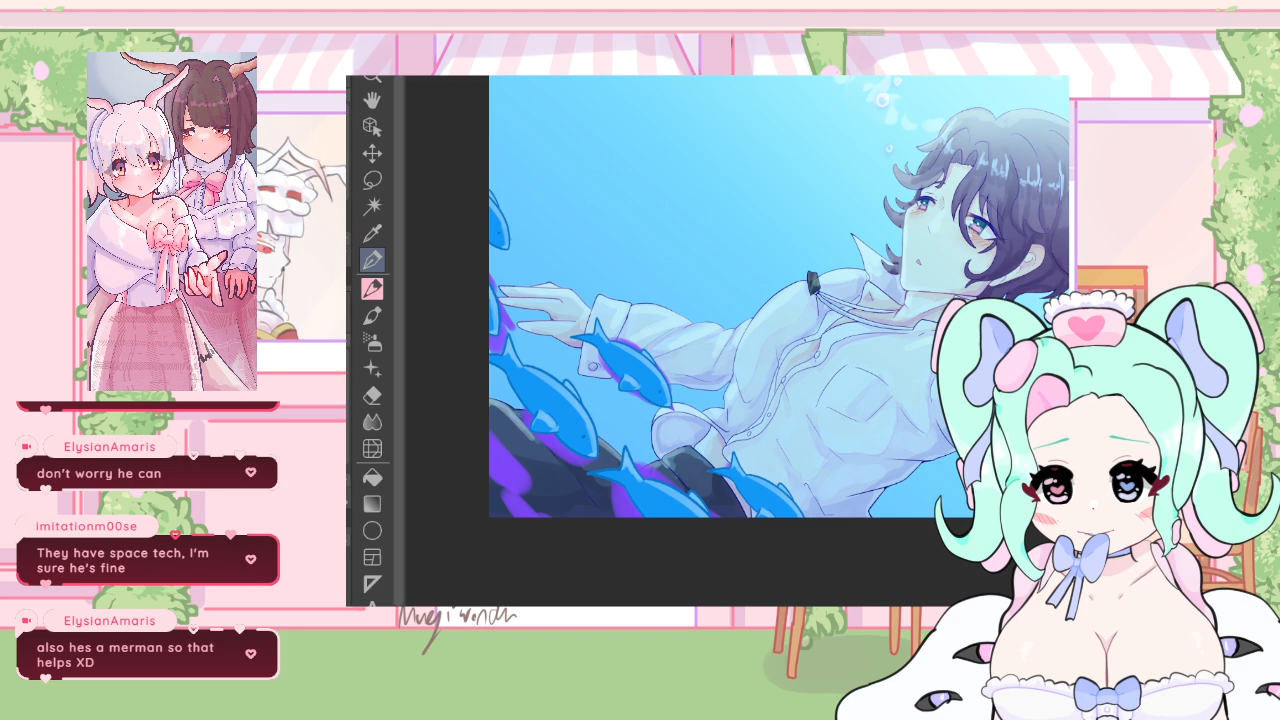 ElysianAmaris
don't worry he can
imitationm00se
They have space tech, I'm
sure he's fine
ElysianAmaris
also hes a merman so that
helps XD